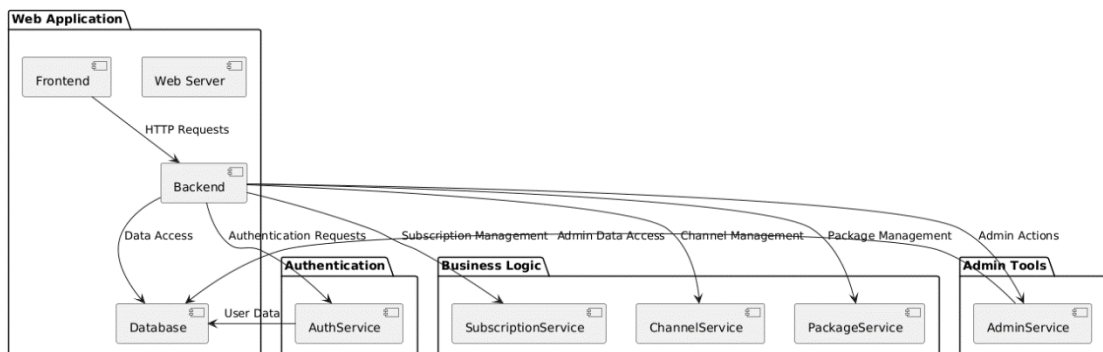 Web Application
Frontend
Web Server
HTTP Requests
Backend
Data Access
Authentication Requests
Subscription Management
Admin Data Access
Channel Management
Package Management
Admin Actions
Authentication
Business Logic
Admin Tools
Database
User Data
AuthService
SubscriptionService
ChannelService
PackageService
AdminService